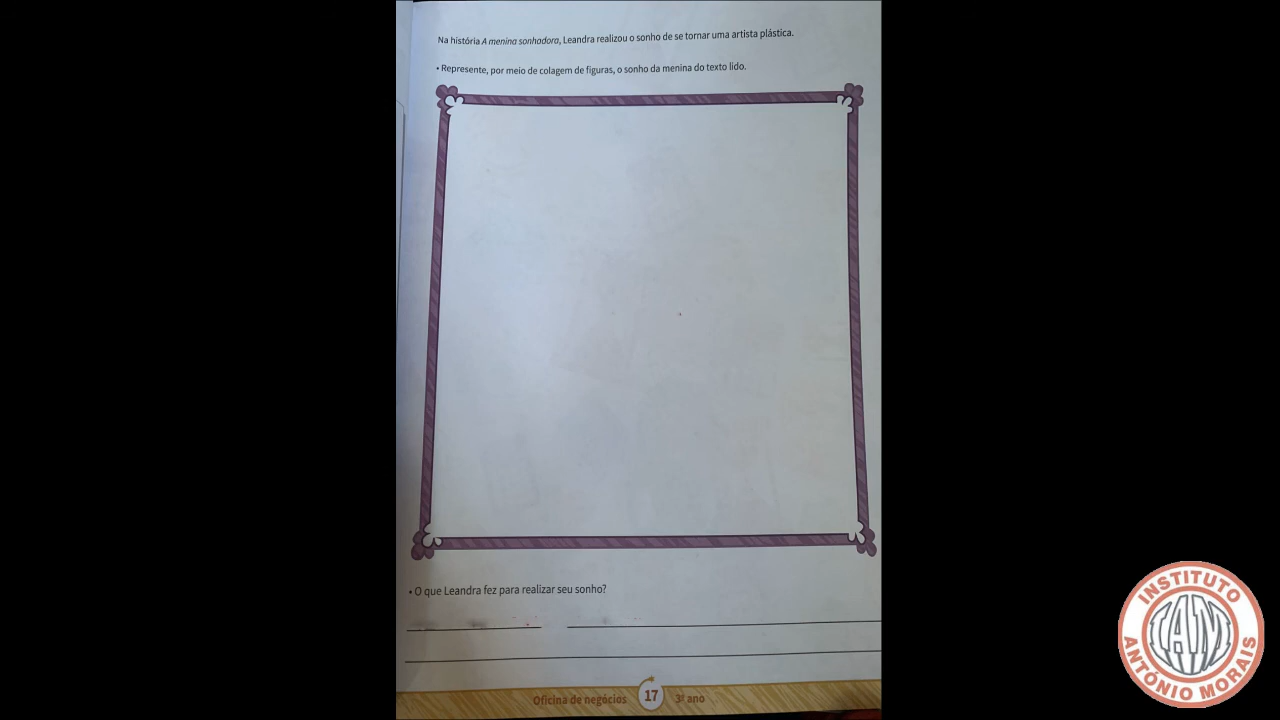 Na história A menina sonhadora, Leandra realizou o sonho de se tornar uma artista plástica.
• Represente, por meio de colagem de figuras, o sonho da menina do texto lido.
• O que Leandra fez para realizar seu sonho?
Oficina de negócios 17 3º ano
INSTITUTO
IAM
ANTÓNIO MORAIS